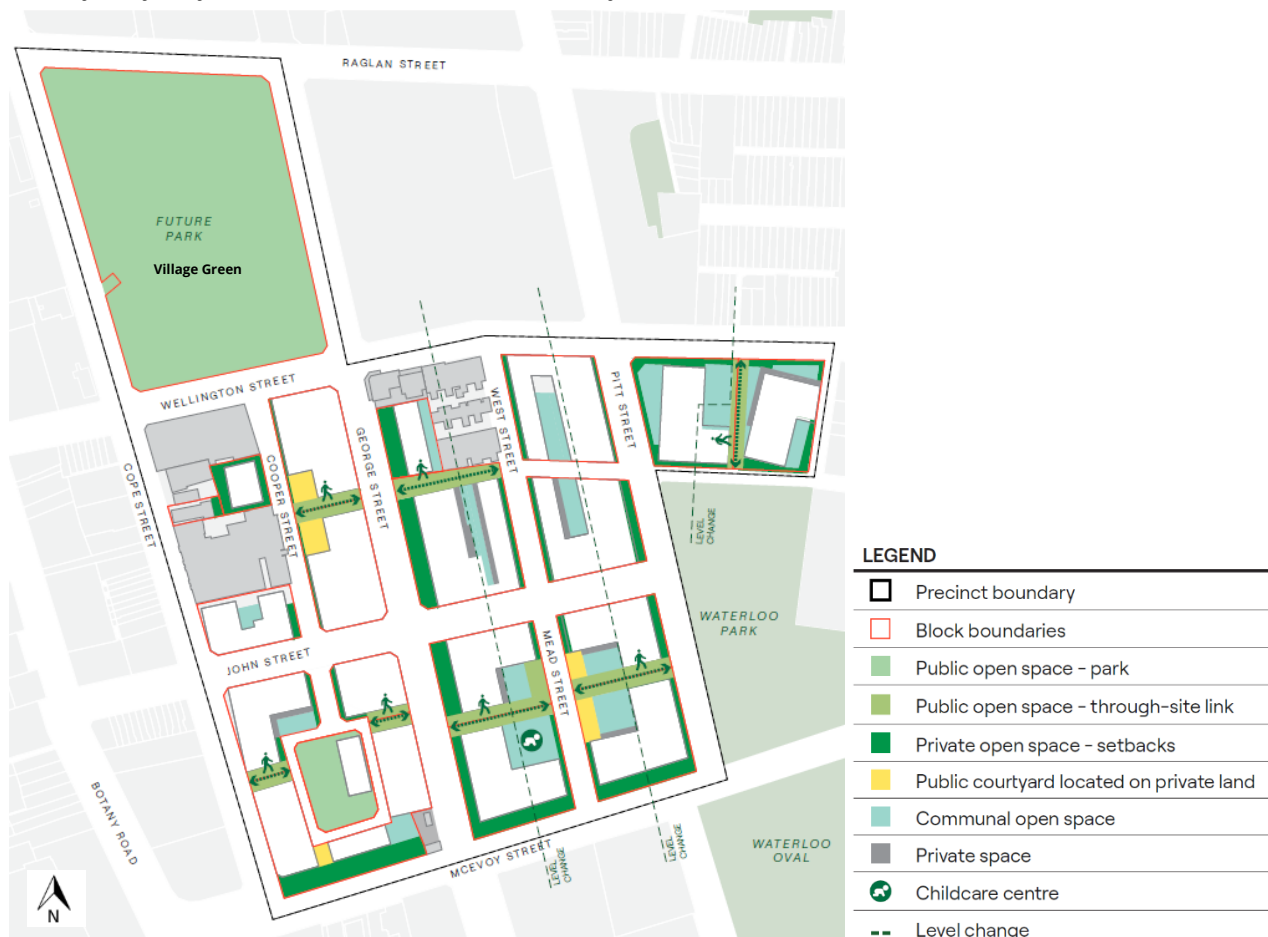 RAGLAN STREET
FUTURE
PARK
Village Green
WELLINGTON STREET
PITT STREET
WEST STREET
GEORGE STREET
COOPER STREET
COPE STREET
LEVEL
CHANGE
WATERLOO
PARK
JOHN STREET
MEAD STREET
BOTANY ROAD
MCEVOY STREET
LEVEL
CHANGE
LEVEL
CHANGE
WATERLOO
OVAL
N
LEGEND
Precinct boundary
Block boundaries
Public open space - park
Public open space - through-site link
Private open space - setbacks
Public courtyard located on private land
Communal open space
Private space
Childcare centre
Level change